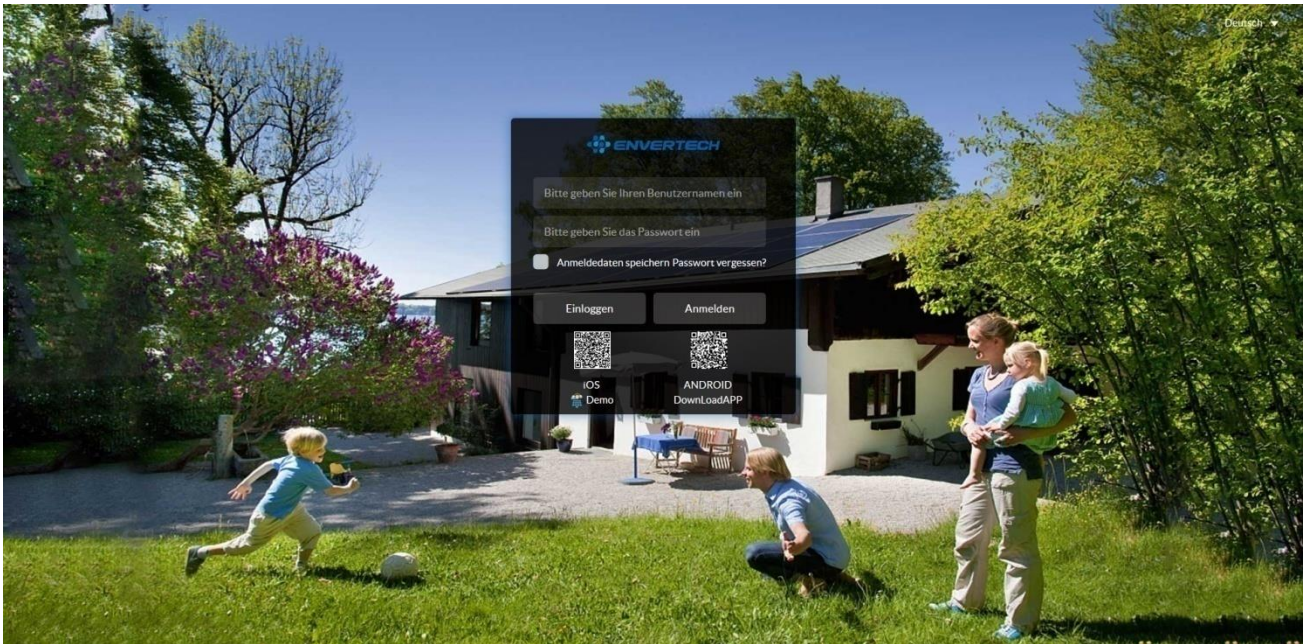 Deutsch
ENVERTECH
Bitte geben Sie Ihren Benutzernamen ein
Bitte geben Sie das Passwort ein
Anmeldedaten speichern Passwort vergessen?
Einloggen Anmelden
iOS ANDROID
Demo DownLoadAPP